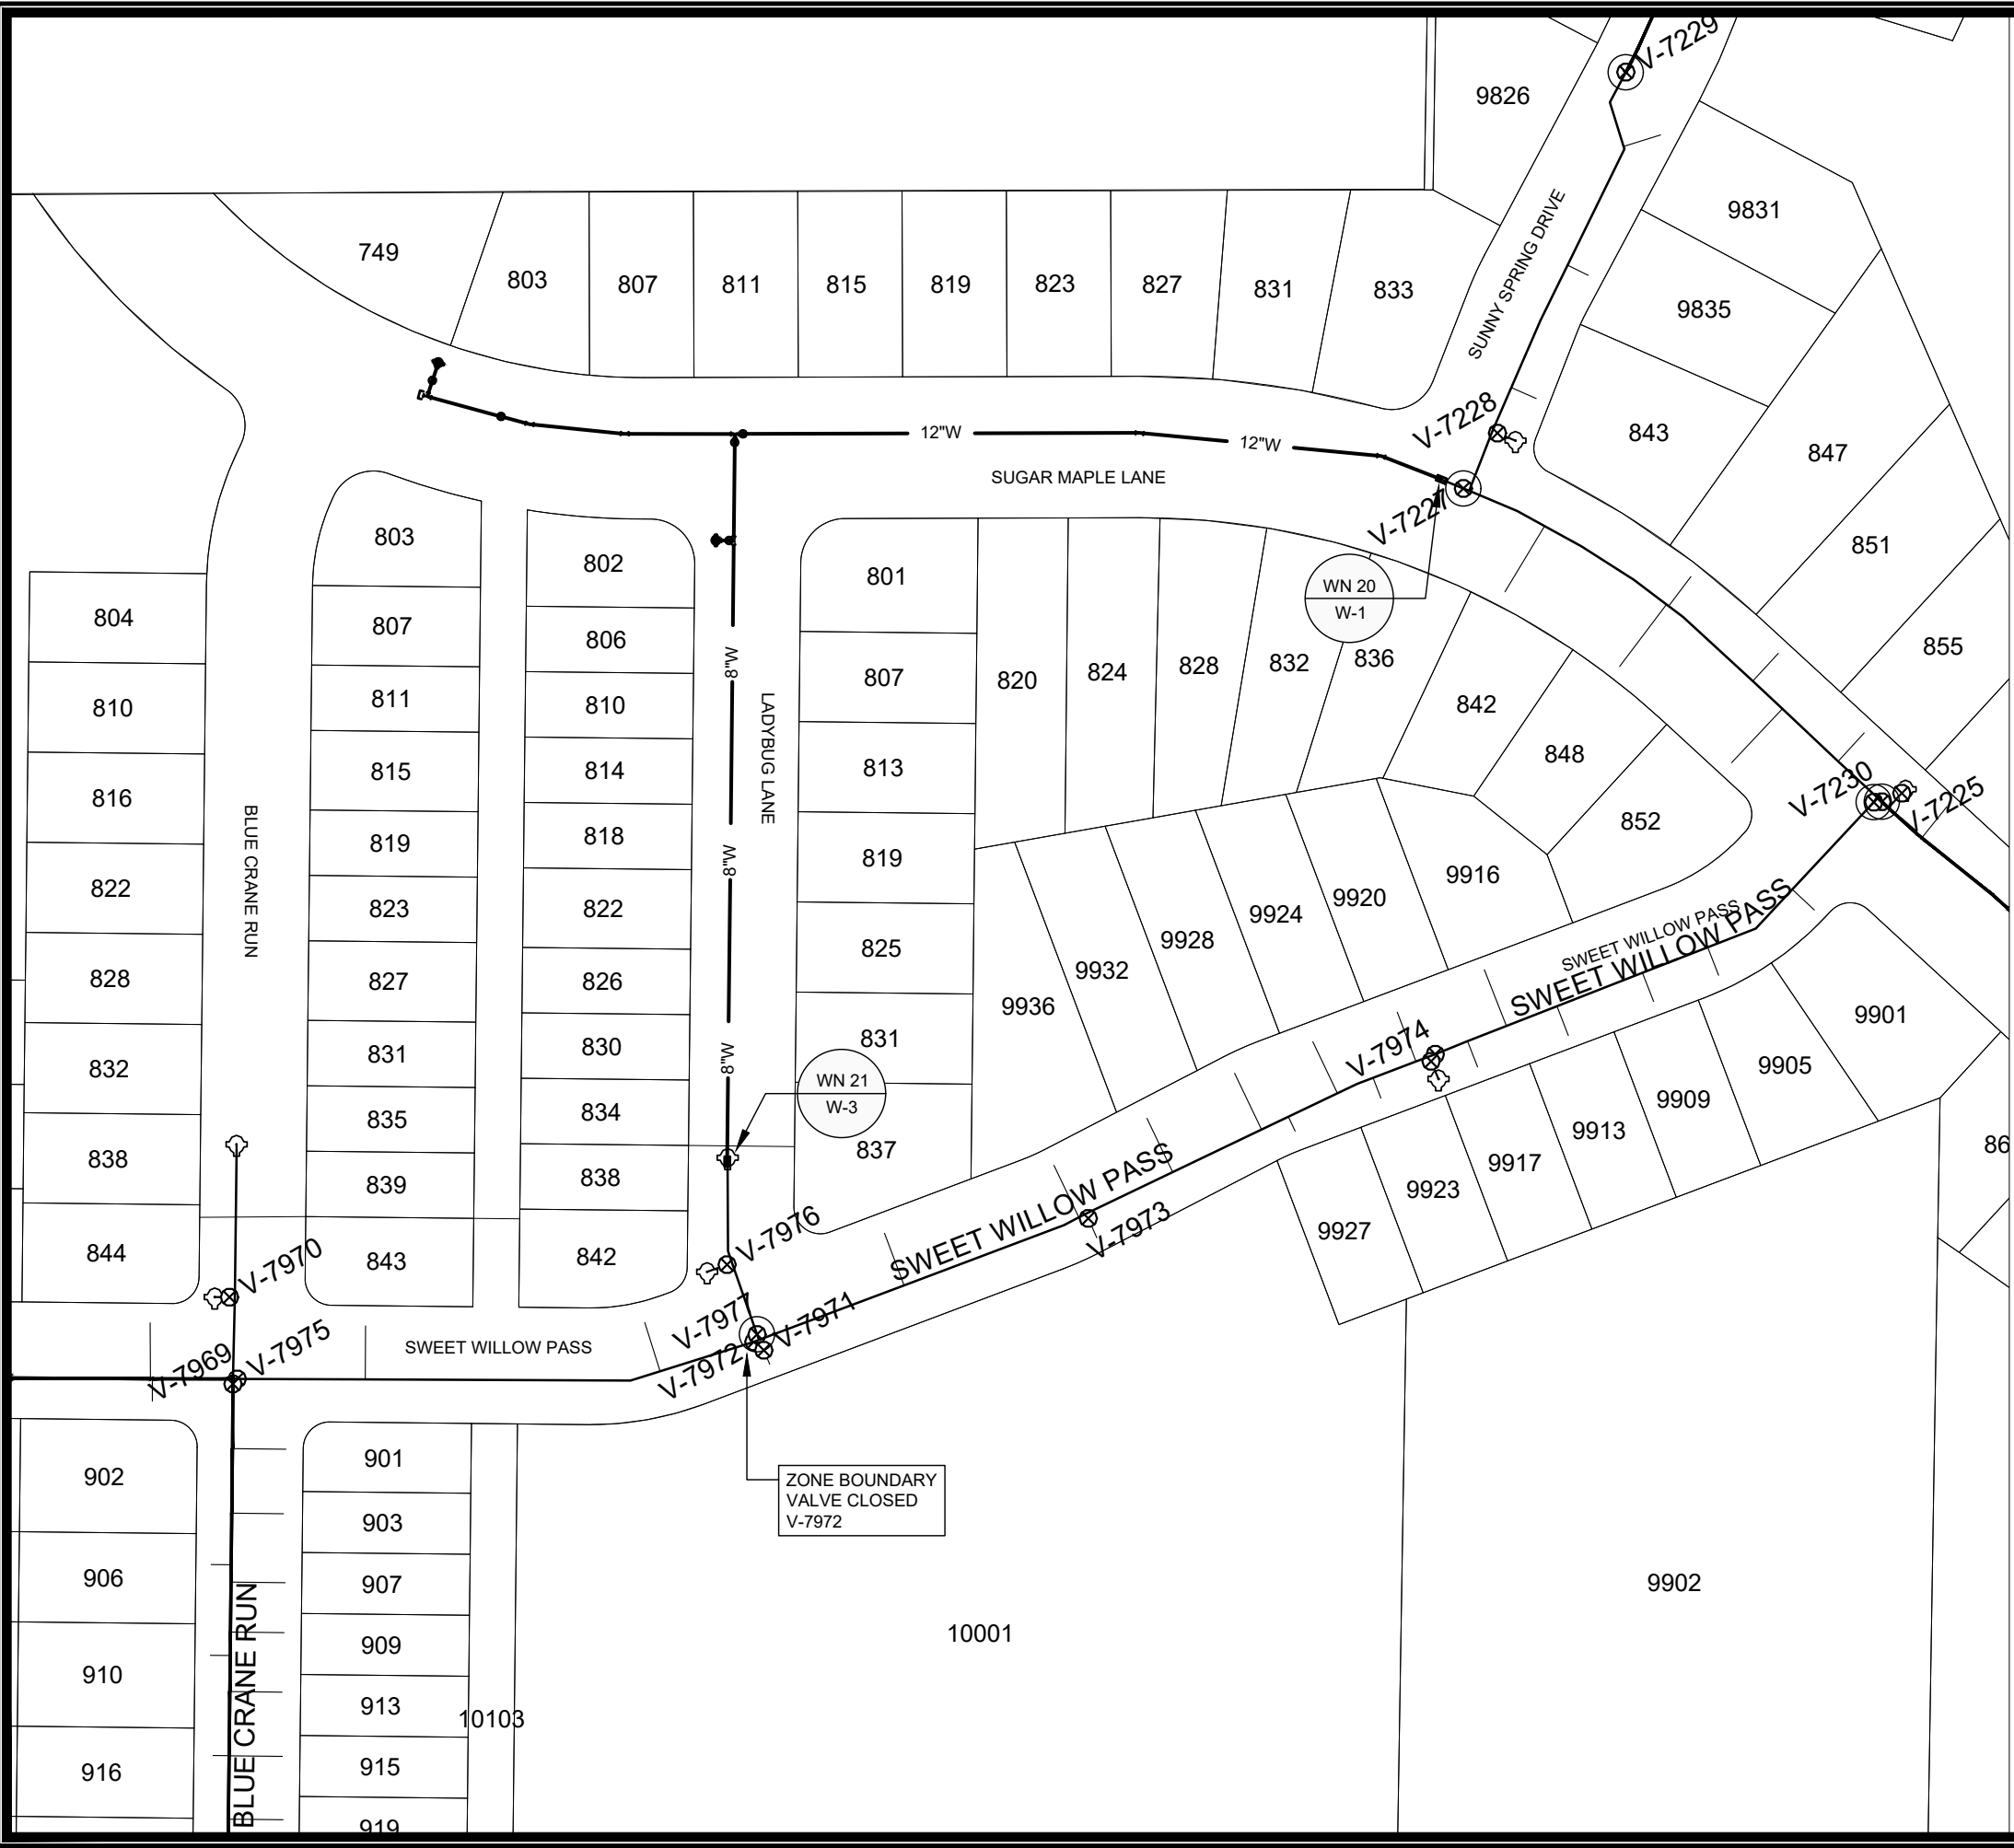 V-7229
9826
SUNNY SPRING DRIVE
9831
9835
843
847
851
855
749
803
807
811
815
819
823
827
831
833
V-7228
12"W
12"W
SUGAR MAPLE LANE
V-7227
WN 20
W-1
803
802
801
804
807
806
807
820
824
828
832
836
842
848
852
810
811
810
813
816
815
814
819
818
819
822
823
822
825
828
827
826
831
832
831
830
835
834
837
838
839
838
844
843
842
BLUE CRANE RUN
8"W
LADYBUG LANE
8"W
8"W
WN 21
W-3
V-7230
V-7225
9916
9920
9924
9928
9932
9936
SWEET WILLOW PASS
SWEET WILLOW PASS
9901
9905
9909
9913
9917
9923
9927
86
V-7974
SWEET WILLOW PASS
V-7973
V-7976
V-7970
V-7977
V-7971
V-7972
V-7969
V-7975
SWEET WILLOW PASS
ZONE BOUNDARY
VALVE CLOSED
V-7972
902
901
903
906
907
909
910
913
10103
915
916
919
BLUE CRANE RUN
10001
9902